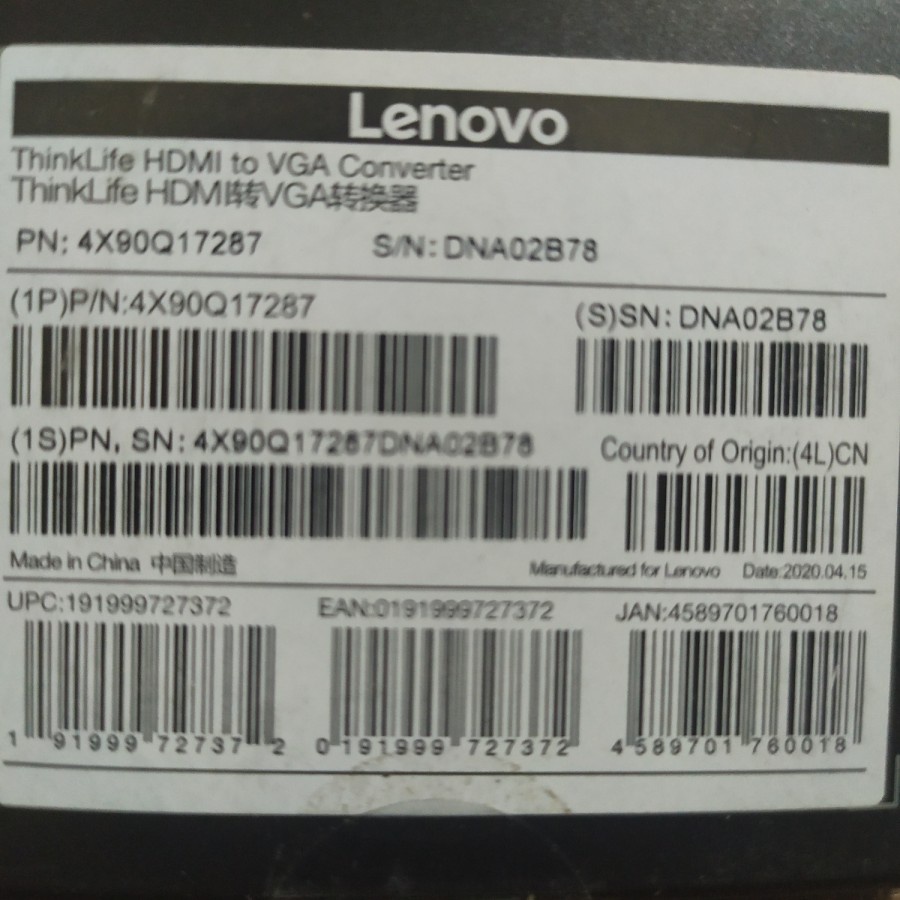 Lenovo
ThinkLife HDMI to VGA Converter
ThinkLife HDMI转VGA转换器
PN: 4X90Q17287 S/N: DNA02B78
(1P)P/N:4X90Q17287 (S)SN: DNA02B78
(1S)PN, SN: 4X90Q17287DNA02B78 Country of Origin:(4L)CN
Made in China 中国制造 Manufactured for Lenovo Date:2020.04.15
UPC:191999727372 EAN:0191999727372 JAN:4589701760018
1 91999 72737 2 0 191999 727372 4 589701 760018